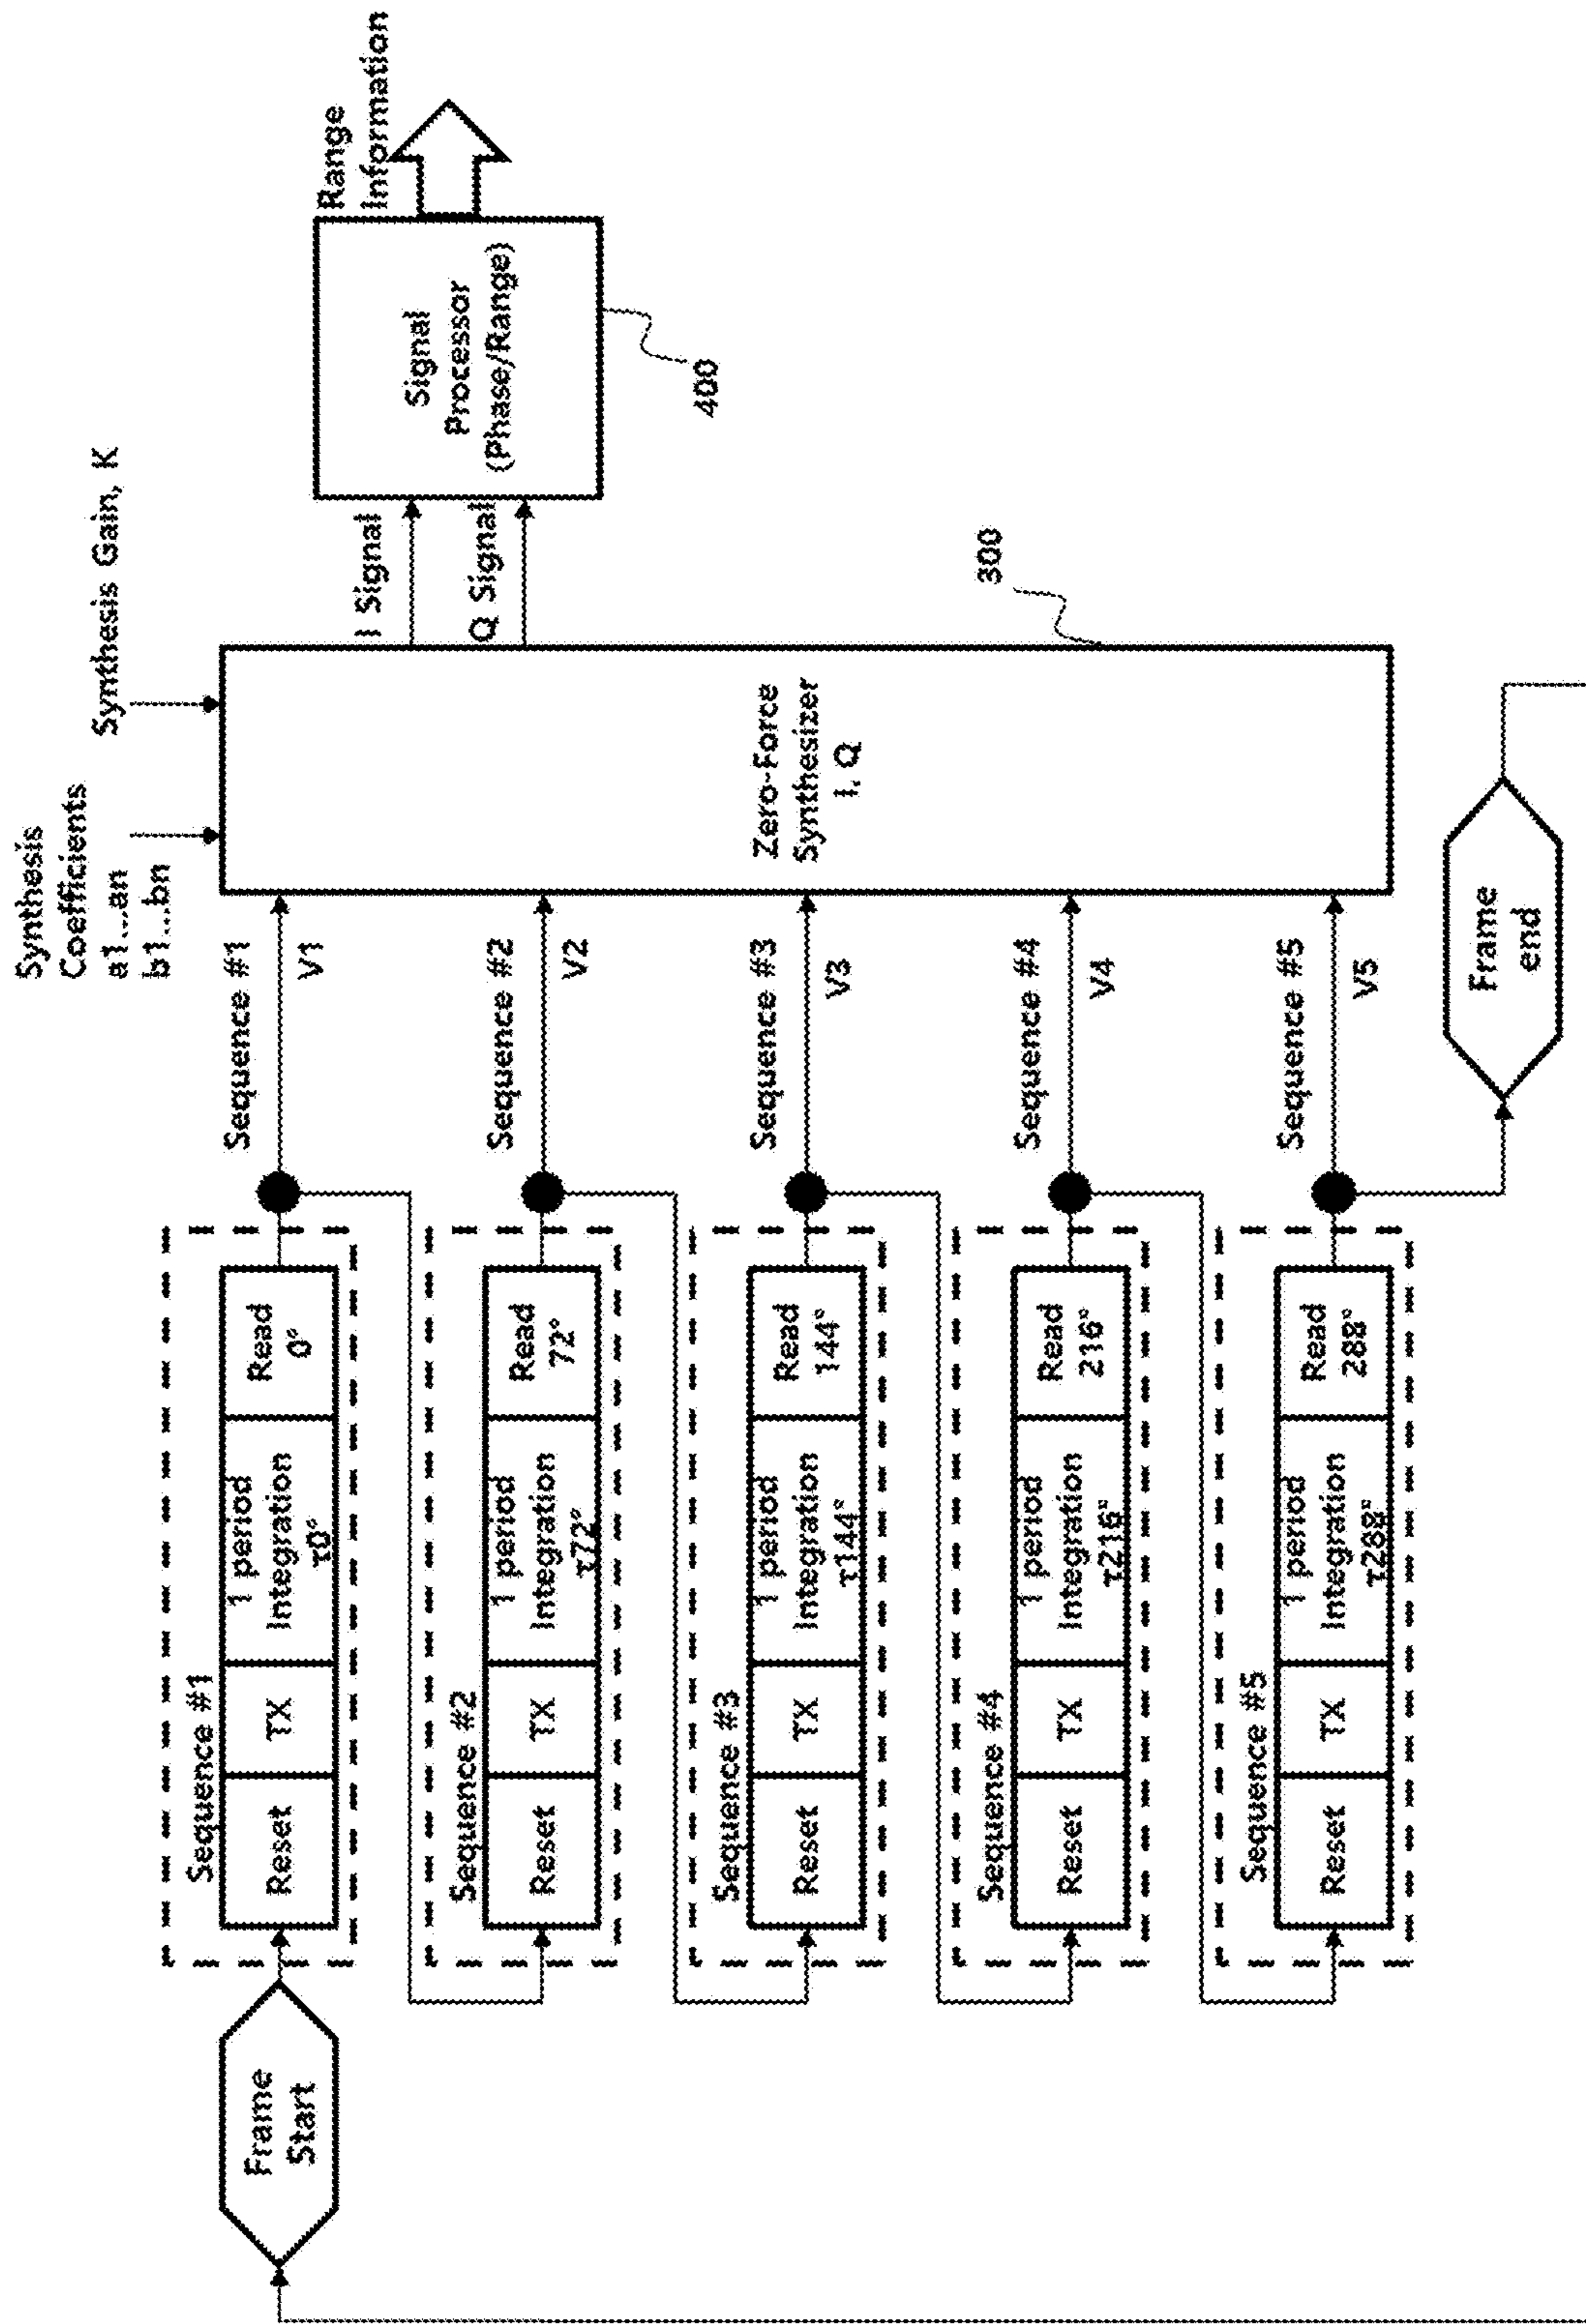 Synthesis
Coefficients
a1...an
b1...bn
Synthesis Gain, K
Frame
Start
Sequence #1
Reset
TX
1 period
Integration
τ0°
Read
0°
Sequence #1
V1
Sequence #2
Reset
TX
1 period
Integration
τ72°
Read
72°
Sequence #2
V2
Sequence #3
Reset
TX
1 period
Integration
τ144°
Read
144°
Sequence #3
V3
Sequence #4
Reset
TX
1 period
Integration
τ216°
Read
216°
Sequence #4
V4
Sequence #5
Reset
TX
1 period
Integration
τ288°
Read
288°
Sequence #5
V5
Frame
end
Zero-Force
Synthesizer
I, Q
300
I Signal
Q Signal
Signal
Processor
(Phase/Range)
400
Range
Information